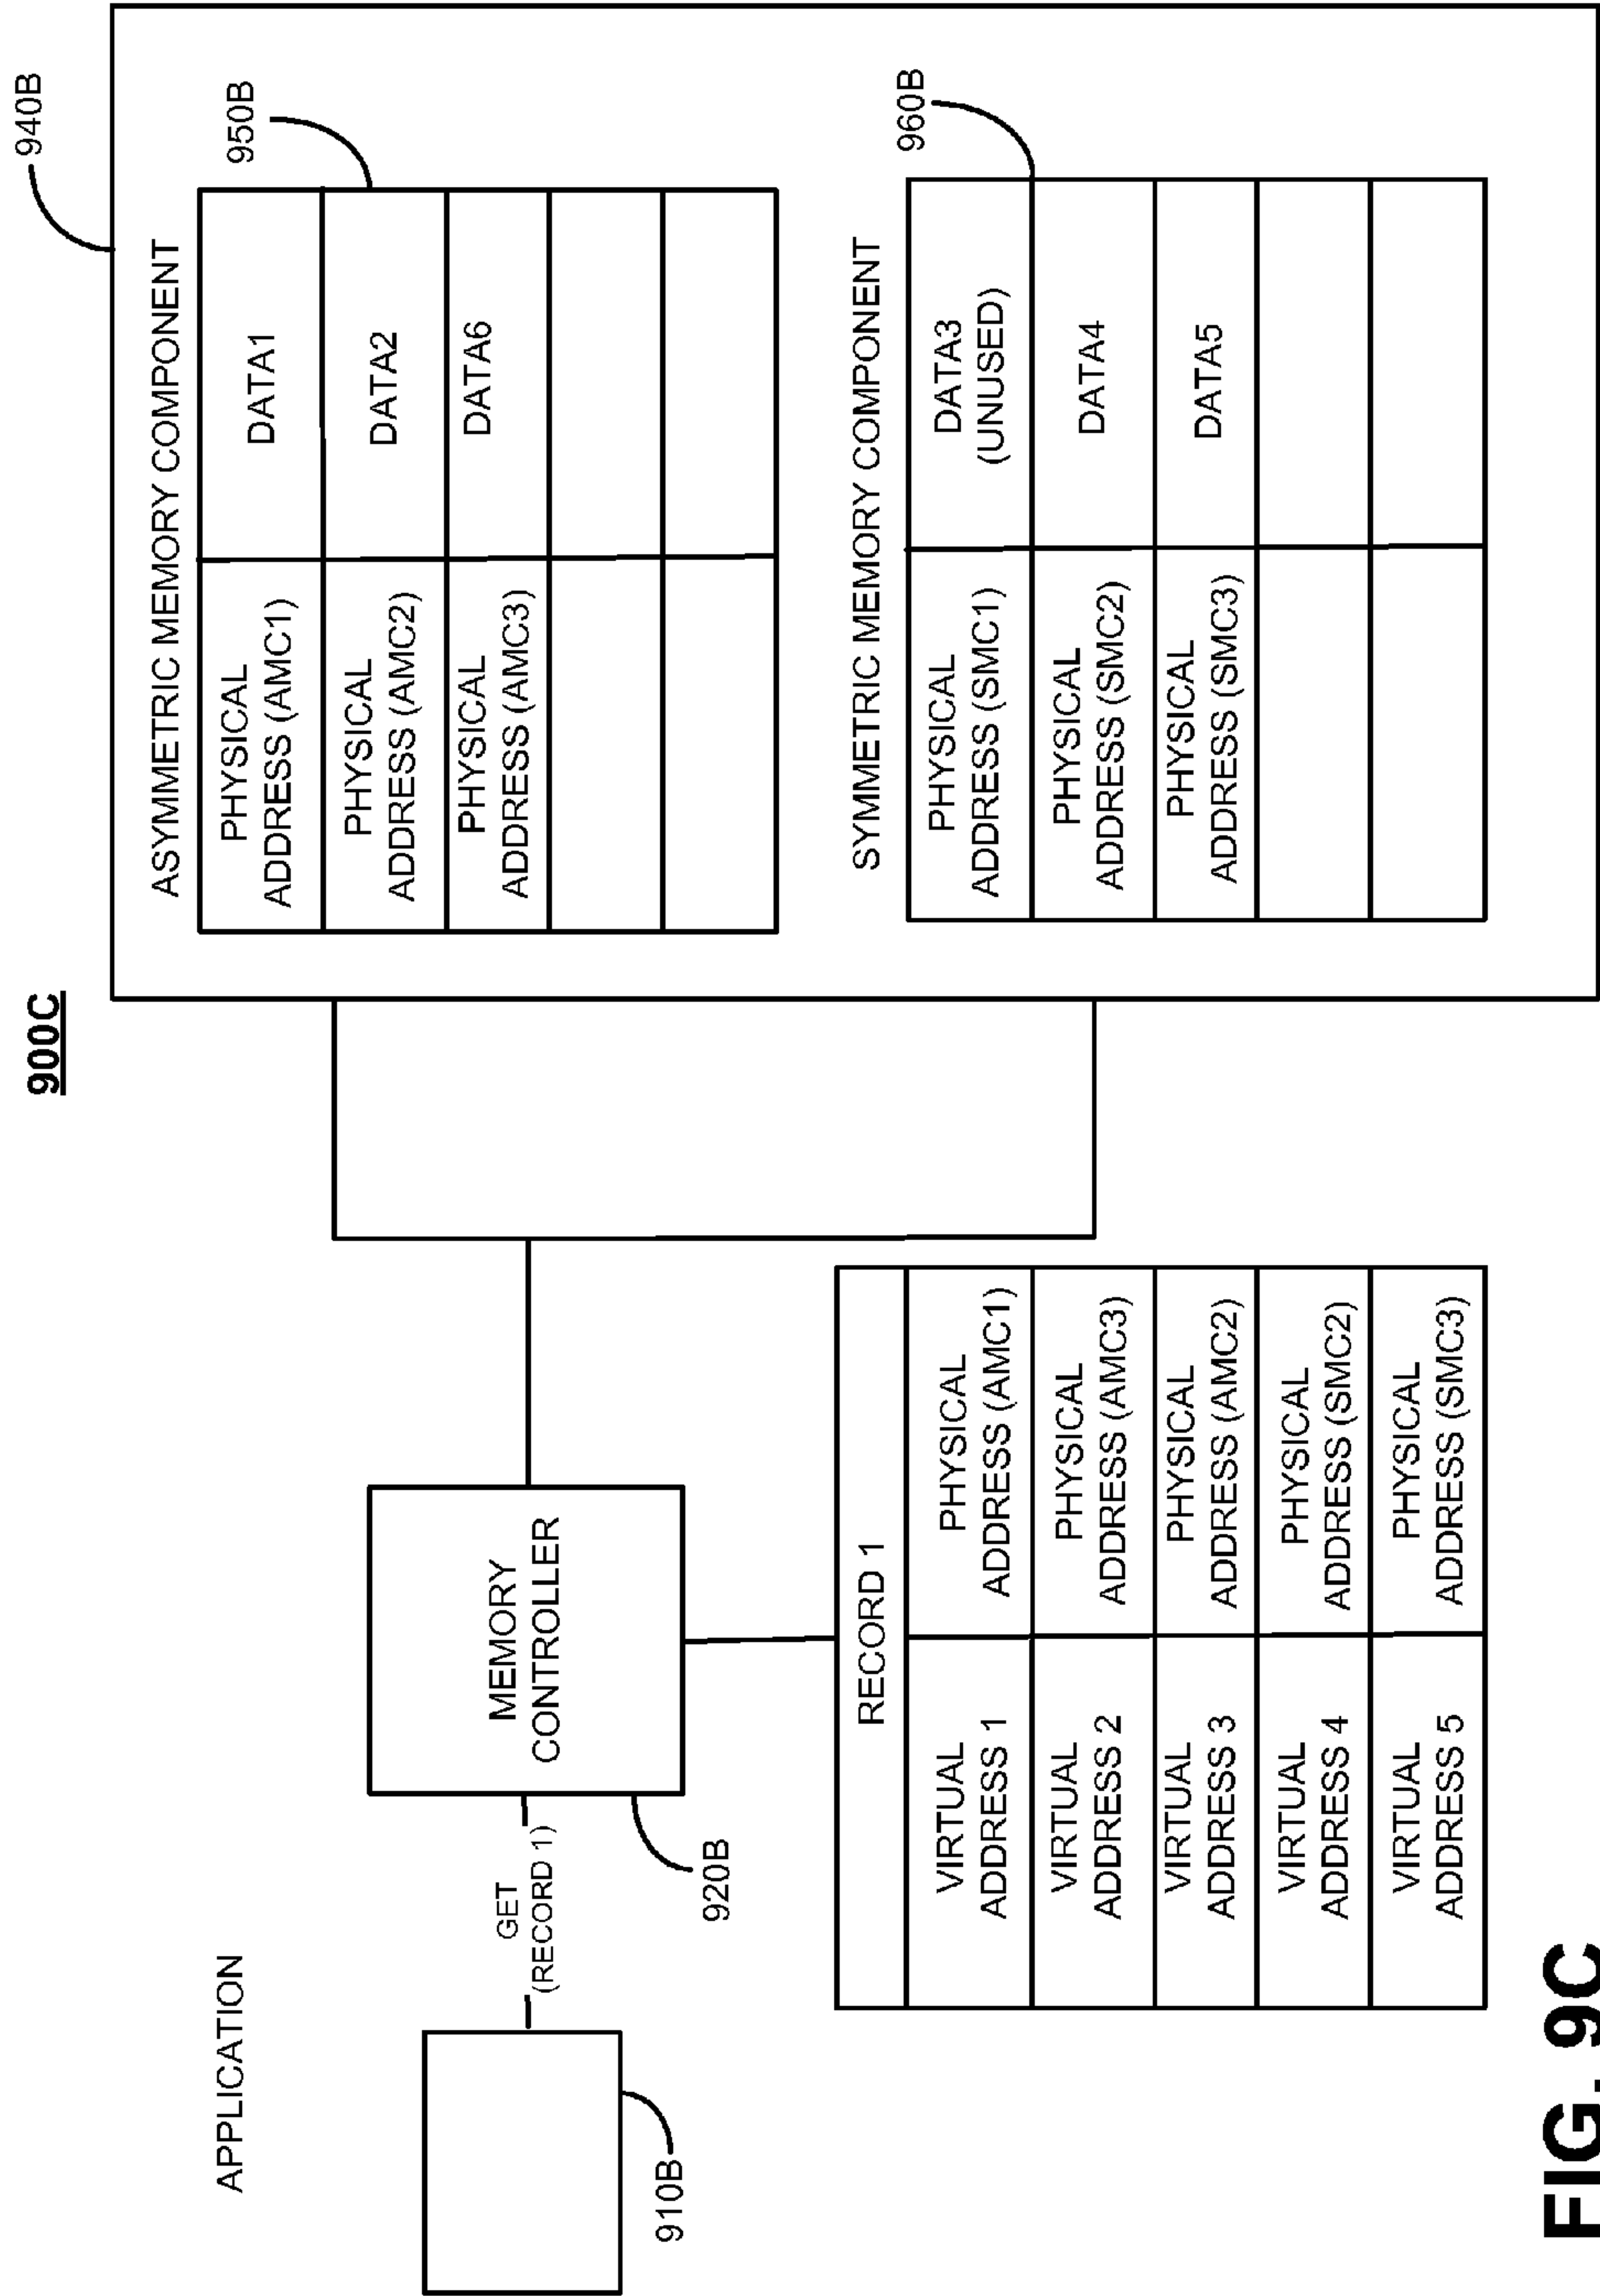 900C
940B
APPLICATION
910B
GET
(RECORD 1)
MEMORY
CONTROLLER
920B
RECORD 1
VIRTUAL
ADDRESS 1
PHYSICAL
ADDRESS (AMC1)
VIRTUAL
ADDRESS 2
PHYSICAL
ADDRESS (AMC3)
VIRTUAL
ADDRESS 3
PHYSICAL
ADDRESS (AMC2)
VIRTUAL
ADDRESS 4
PHYSICAL
ADDRESS (SMC2)
VIRTUAL
ADDRESS 5
PHYSICAL
ADDRESS (SMC3)
ASYMMETRIC MEMORY COMPONENT
950B
PHYSICAL
ADDRESS (AMC1)
DATA1
PHYSICAL
ADDRESS (AMC2)
DATA2
PHYSICAL
ADDRESS (AMC3)
DATA6
SYMMETRIC MEMORY COMPONENT
960B
PHYSICAL
ADDRESS (SMC1)
DATA3
(UNUSED)
PHYSICAL
ADDRESS (SMC2)
DATA4
PHYSICAL
ADDRESS (SMC3)
DATA5
FIG. 9C